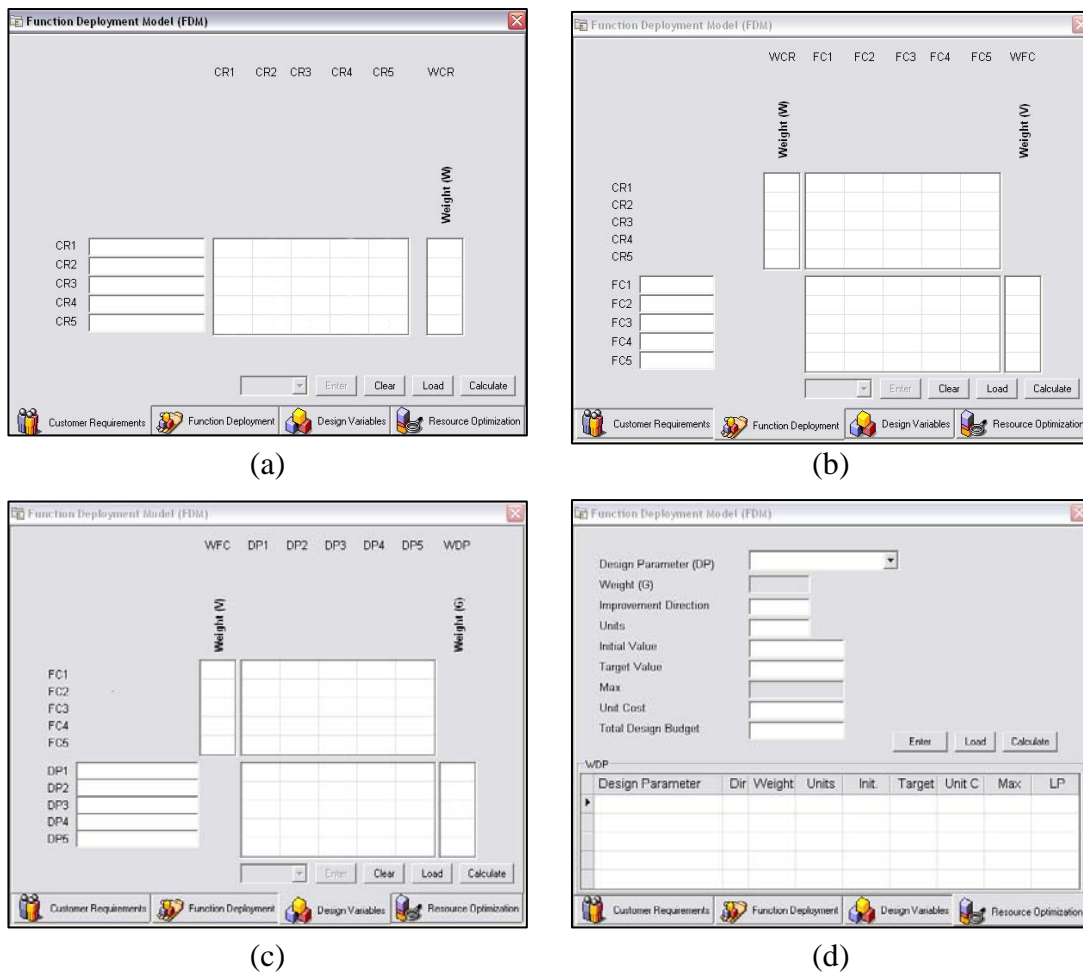 Function Deployment Model (FDM)
CR1 CR2 CR3 CR4 CR5 WCR
Weight (W)
CR1
CR2
CR3
CR4
CR5
Enter Clear Load Calculate
Customer Requirements Function Deployment Design Variables Resource Optimization
(a)
Function Deployment Model (FDM)
WCR FC1 FC2 FC3 FC4 FC5 WFC
Weight (W) Weight (V)
CR1
CR2
CR3
CR4
CR5
FC1
FC2
FC3
FC4
FC5
Enter Clear Load Calculate
Customer Requirements Function Deployment Design Variables Resource Optimization
(b)
Function Deployment Model (FDM)
WFC DP1 DP2 DP3 DP4 DP5 WDP
Weight (V) Weight (G)
FC1
FC2
FC3
FC4
FC5
DP1
DP2
DP3
DP4
DP5
Enter Clear Load Calculate
Customer Requirements Function Deployment Design Variables Resource Optimization
(c)
Function Deployment Model (FDM)
Design Parameter (DP)
Weight (G)
Improvement Direction
Units
Initial Value
Target Value
Max
Unit Cost
Total Design Budget
Enter Load Calculate
WDP
Design Parameter Dir Weight Units Init. Target Unit C Max LP
Customer Requirements Function Deployment Design Variables Resource Optimization
(d)